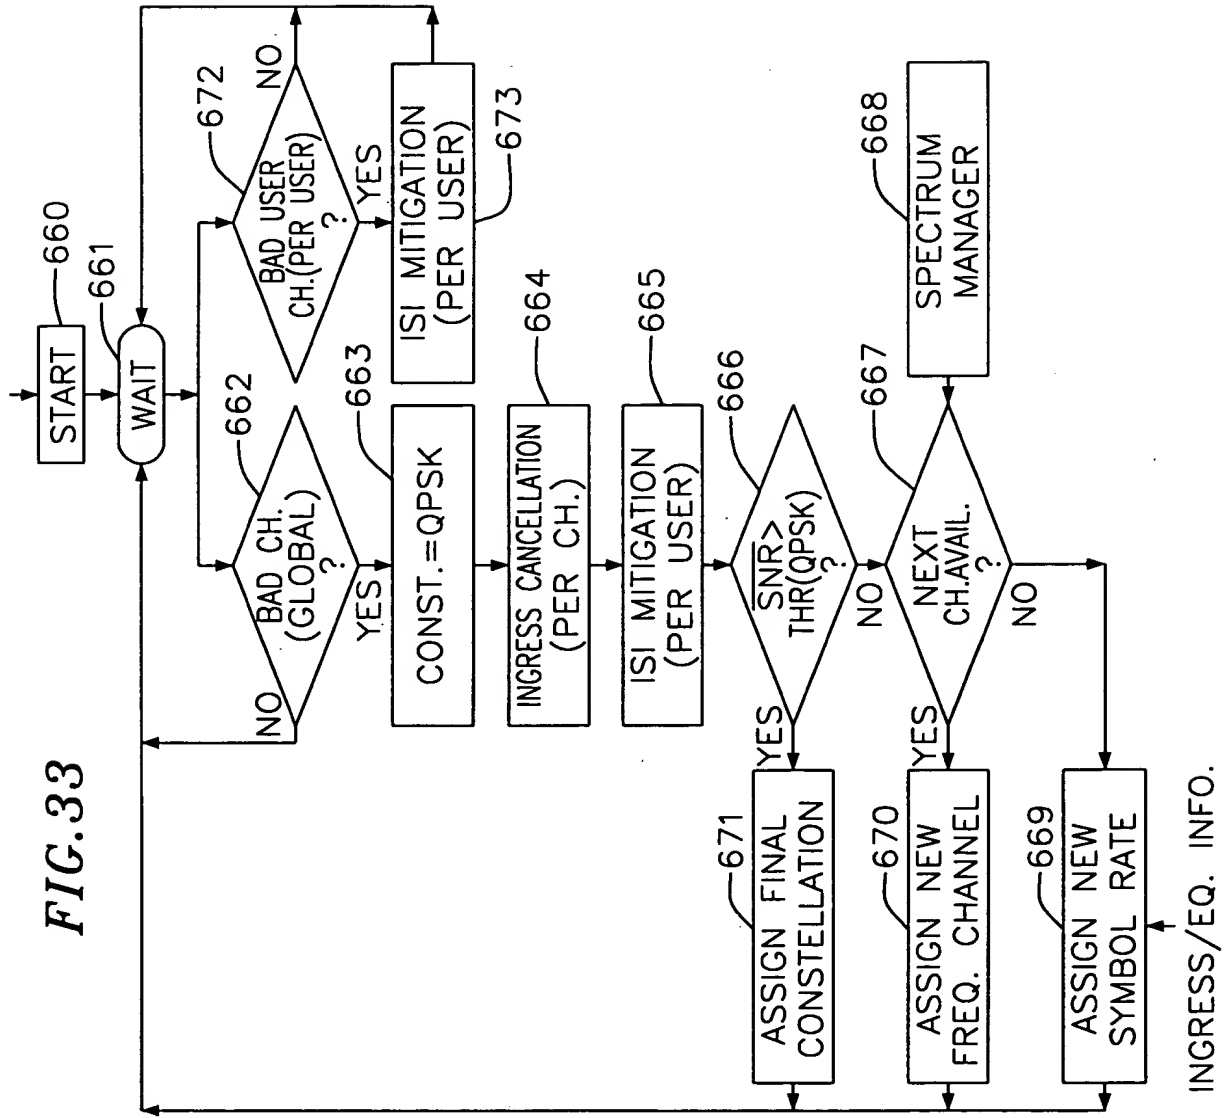 FIG.33
START
660
WAIT
661
BAD CH.
(GLOBAL)
?
662
NO
YES
BAD USER
CH.(PER USER)
?
672
NO
YES
CONST.=QPSK
663
ISI MITIGATION
(PER USER)
673
INGRESS CANCELLATION
(PER CH.)
664
ISI MITIGATION
(PER USER)
665
SNR>
THR(QPSK)
?
666
YES
NO
ASSIGN FINAL
CONSTELLATION
671
NEXT
CH.AVAIL.
?
667
YES
NO
SPECTRUM
MANAGER
668
ASSIGN NEW
FREQ. CHANNEL
670
ASSIGN NEW
SYMBOL RATE
669
INGRESS/EQ. INFO.